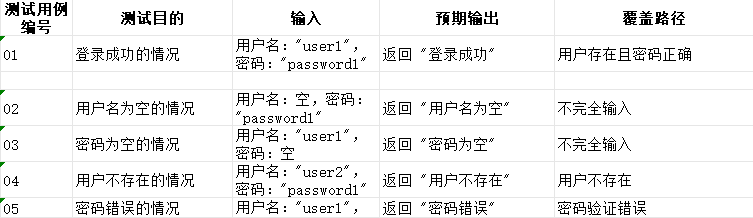 测试用例编号 测试目的 输入 预期输出 覆盖路径
01 登录成功的情况 用户名："user1"，密码："password1" 返回 "登录成功" 用户存在且密码正确
02 用户名为空的情况 用户名：空，密码："password1" 返回 "用户名为空" 不完全输入
03 密码为空的情况 用户名："user1"，密码：空 返回 "密码为空" 不完全输入
04 用户不存在的情况 用户名："user2"，密码："password1" 返回 "用户不存在" 用户不存在
05 密码错误的情况 用户名："user1"， 返回 "密码错误" 密码验证错误